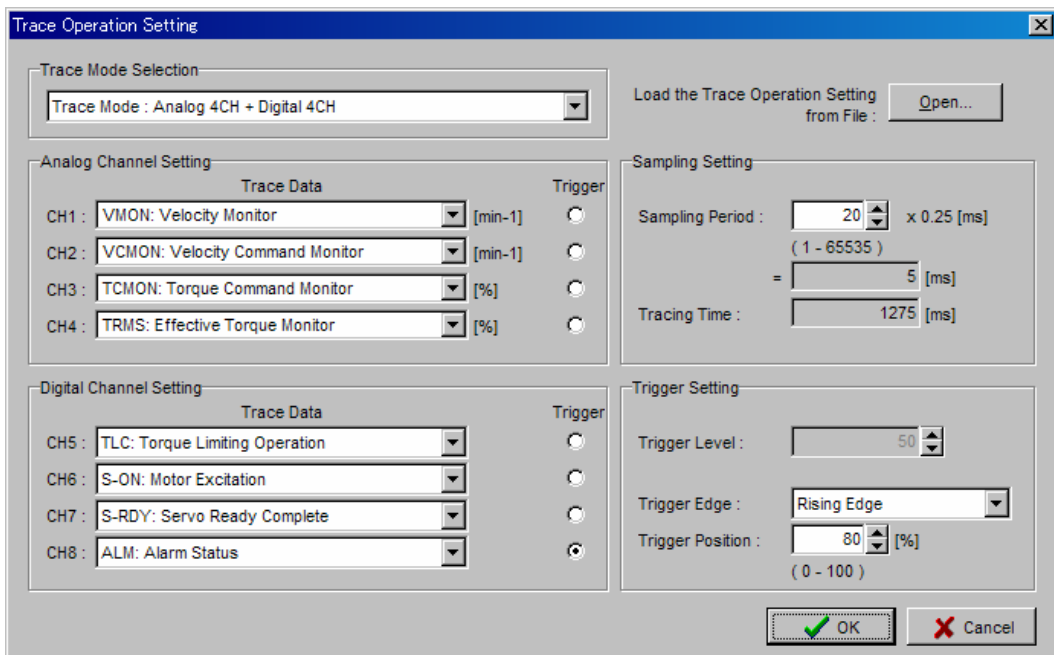 Trace Operation Setting
Trace Mode Selection
Trace Mode : Analog 4CH + Digital 4CH
Load the Trace Operation Setting
from File :
Open...
Analog Channel Setting
Trace Data Trigger
CH1 : VMON: Velocity Monitor [min-1]
CH2 : VCMON: Velocity Command Monitor [min-1]
CH3 : TCMON: Torque Command Monitor [%]
CH4 : TRMS: Effective Torque Monitor [%]
Sampling Setting
Sampling Period : 20 x 0.25 [ms]
( 1 - 65535 )
= 5 [ms]
Tracing Time : 1275 [ms]
Digital Channel Setting
Trace Data Trigger
CH5 : TLC: Torque Limiting Operation
CH6 : S-ON: Motor Excitation
CH7 : S-RDY: Servo Ready Complete
CH8 : ALM: Alarm Status
Trigger Setting
Trigger Level : 50
Trigger Edge : Rising Edge
Trigger Position : 80 [%]
( 0 - 100 )
OK
Cancel